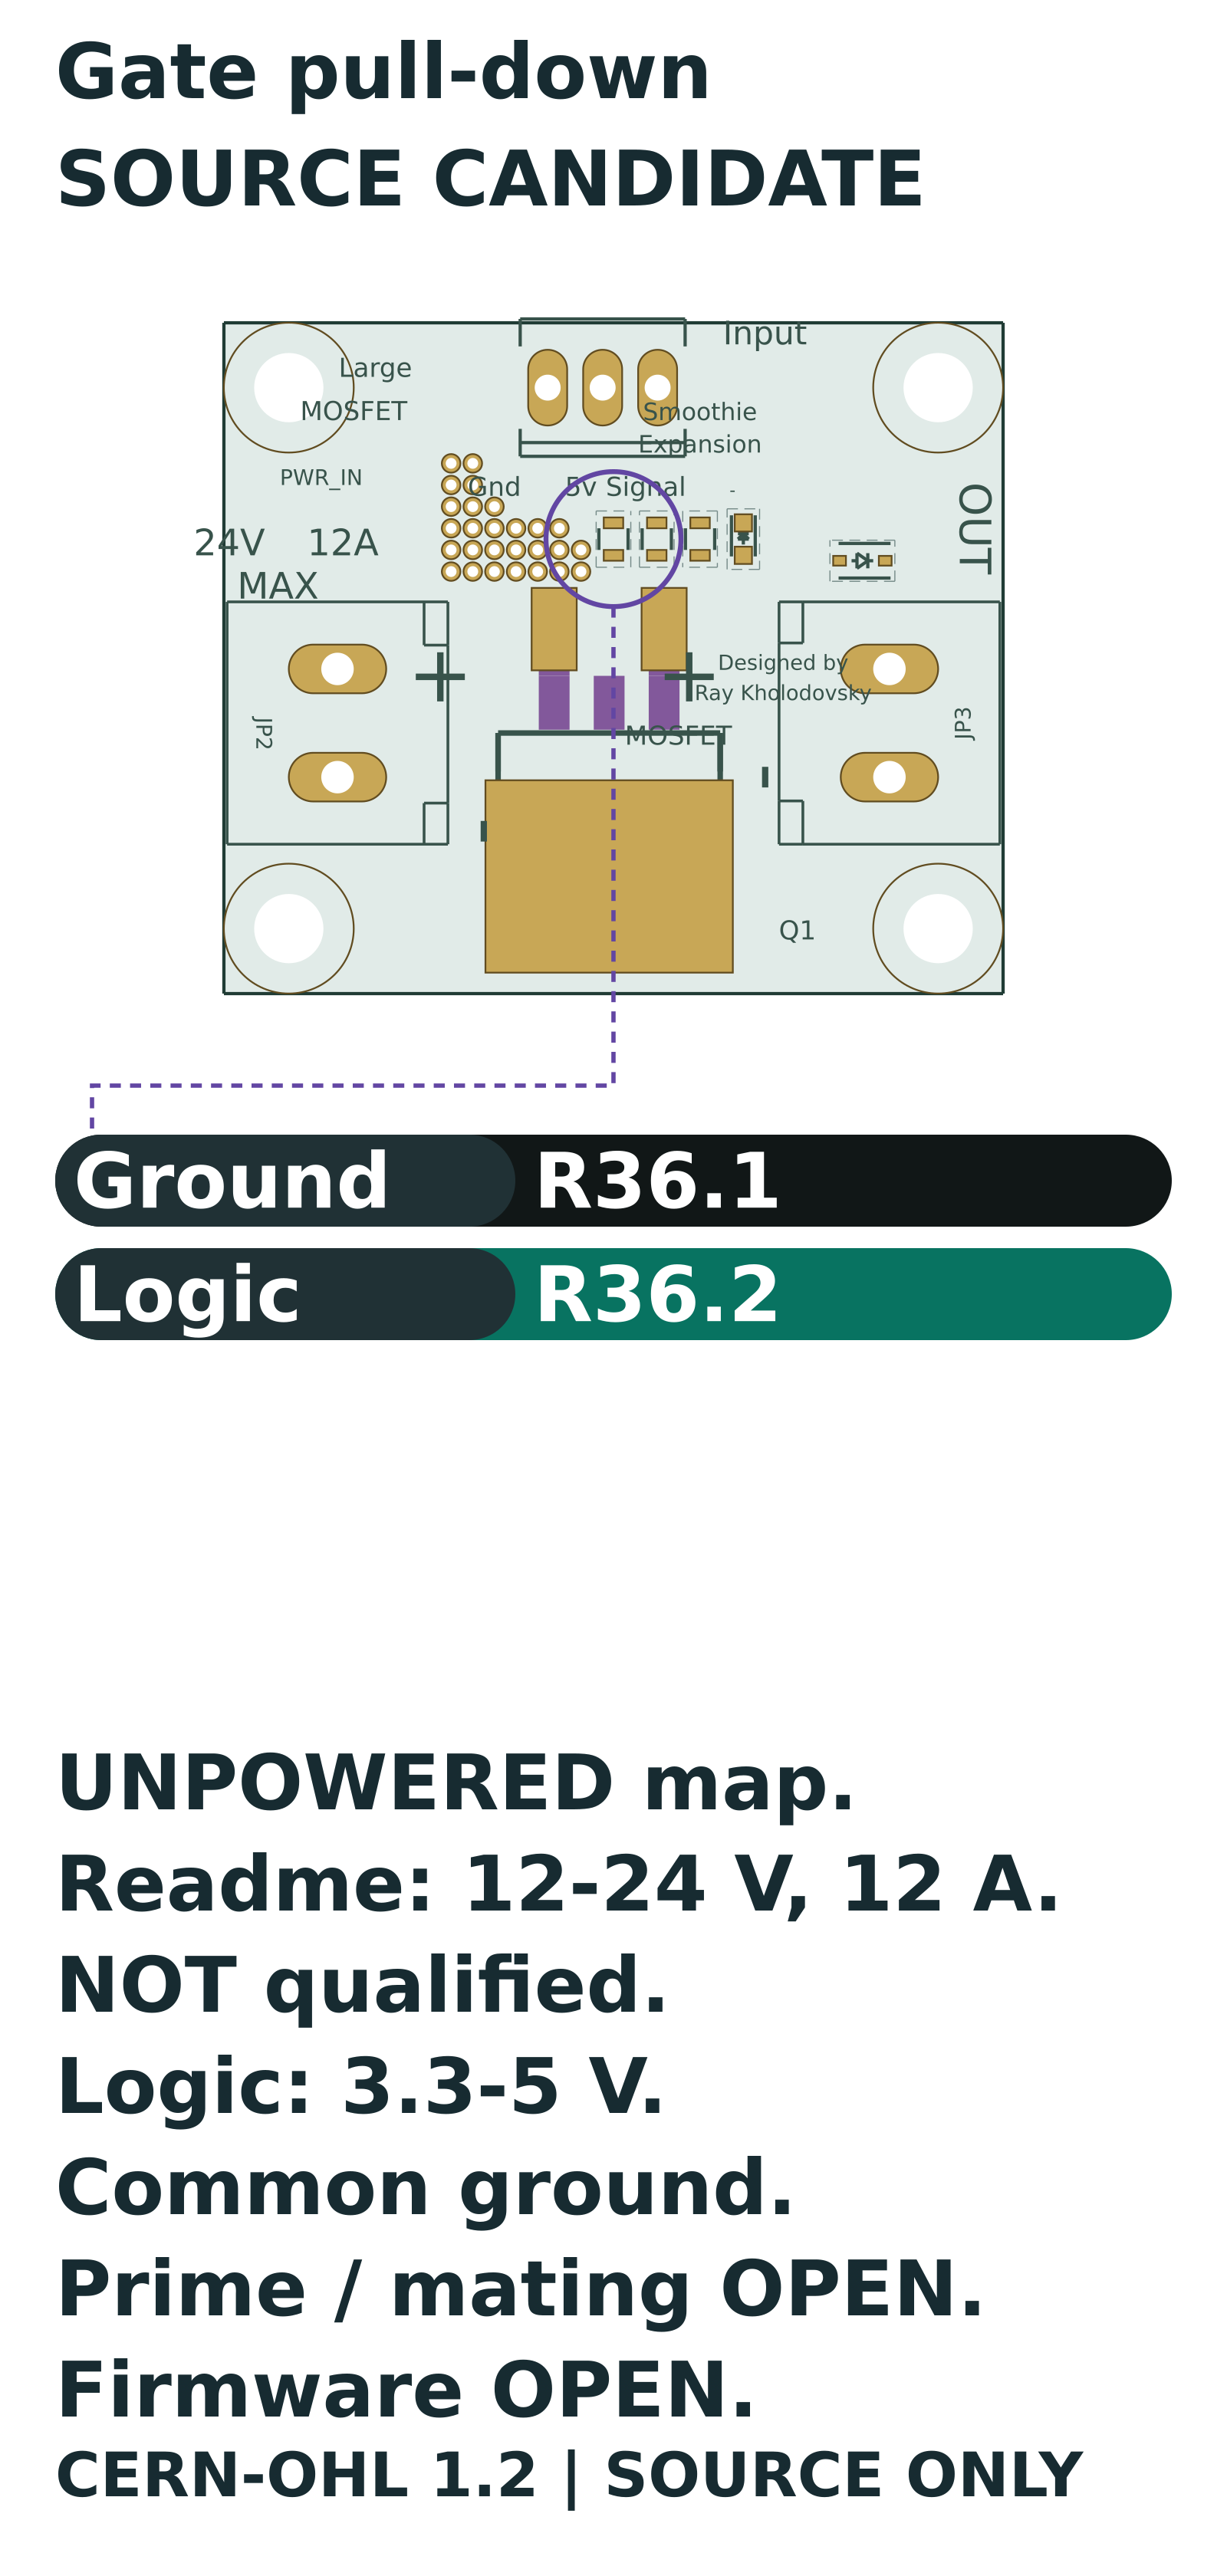 Gate pull-down
SOURCE CANDIDATE
Input
Large
MOSFET
Smoothie
Expansion
PWR_IN
Gnd
5v Signal
-
OUT
24V 12A
MAX
Designed by
Ray Kholodovsky
JP2
JP3
MOSFET
Q1
Ground R36.1
Logic R36.2
UNPOWERED map.
Readme: 12-24 V, 12 A.
NOT qualified.
Logic: 3.3-5 V.
Common ground.
Prime / mating OPEN.
Firmware OPEN.
CERN-OHL 1.2 | SOURCE ONLY